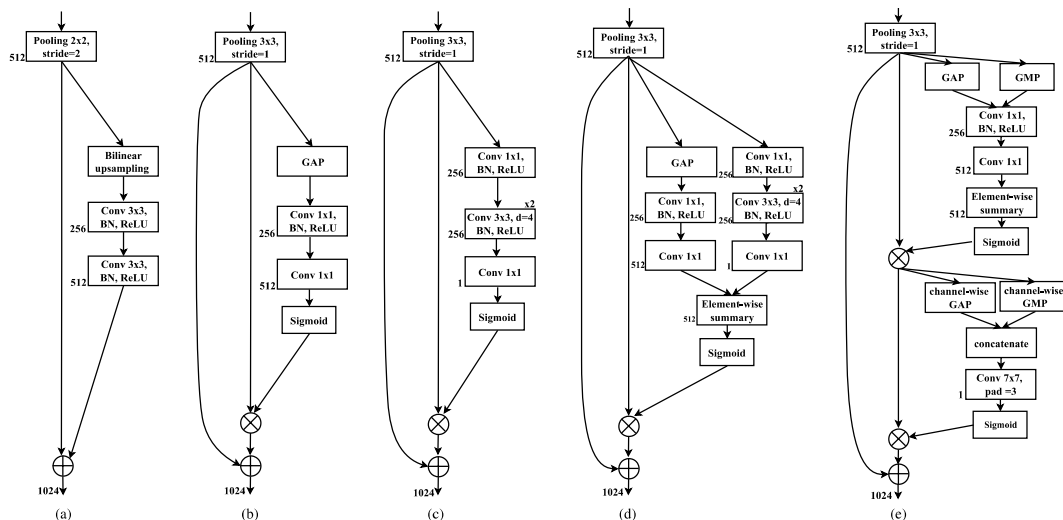 Pooling 2x2,
stride=2
512
Bilinear
upsampling
Conv 3x3,
BN, ReLU
256
Conv 3x3,
BN, ReLU
512
1024
(a)
Pooling 3x3,
stride=1
512
GAP
Conv 1x1,
BN, ReLU
256
Conv 1x1
512
Sigmoid
1024
(b)
Pooling 3x3,
stride=1
512
Conv 1x1,
BN, ReLU
256
x2
Conv 3x3, d=4
BN, ReLU
256
Conv 1x1
1
Sigmoid
1024
(c)
Pooling 3x3,
stride=1
512
GAP
Conv 1x1,
BN, ReLU
256
Conv 1x1
512
Conv 1x1,
BN, ReLU
256
x2
Conv 3x3, d=4
BN, ReLU
256
Conv 1x1
1
Element-wise
summary
512
Sigmoid
1024
(d)
Pooling 3x3,
stride=1
512
GAP
GMP
Conv 1x1,
BN, ReLU
256
Conv 1x1
512
Element-wise
summary
512
Sigmoid
channel-wise
GAP
channel-wise
GMP
concatenate
Conv 7x7,
pad =3
1
Sigmoid
1024
(e)